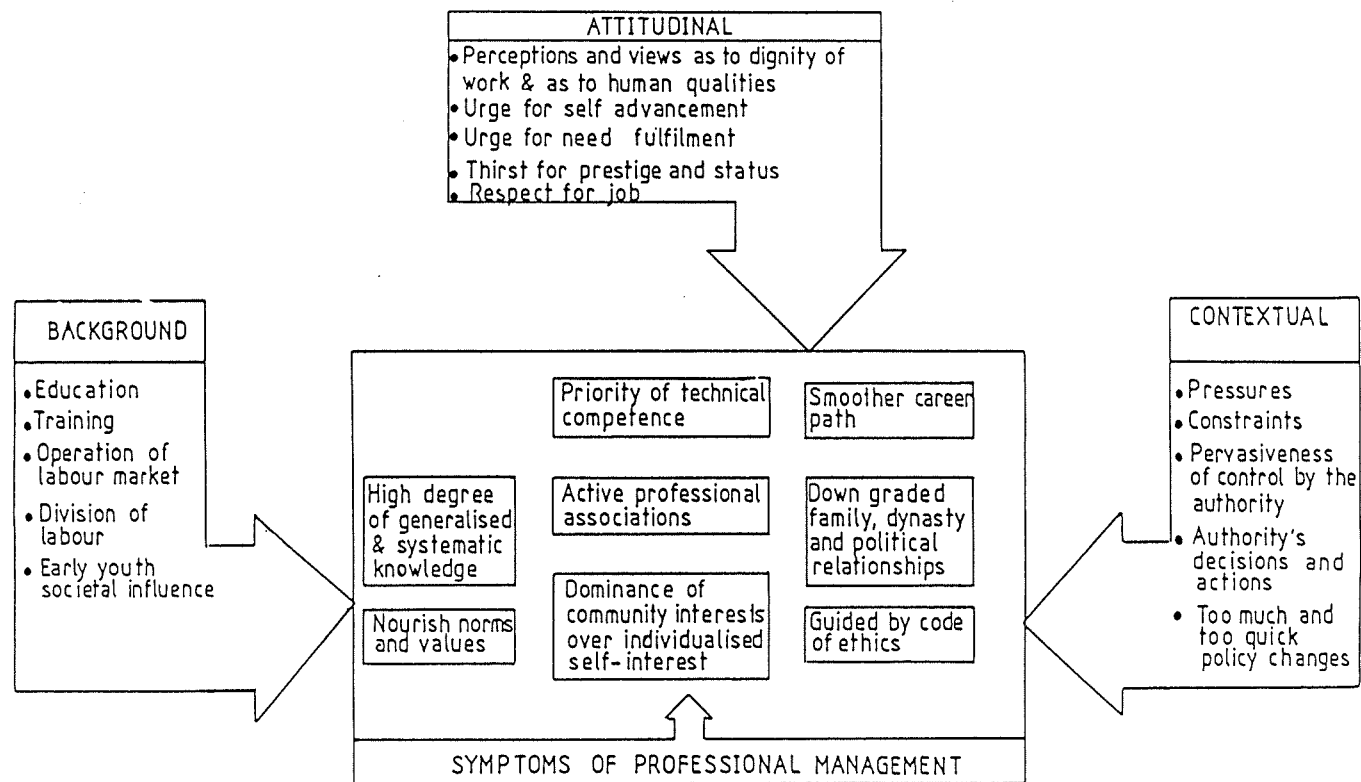 ATTITUDINAL
• Perceptions and views as to dignity of
work & as to human qualities
• Urge for self advancement
• Urge for need fulfilment
• Thirst for prestige and status
• Respect for job
BACKGROUND
• Education
• Training
• Operation of
labour market
• Division of
labour
• Early youth
societal influence
Priority of technical
competence
Smoother career
path
High degree
of generalised
& systematic
knowledge
Active professional
associations
Down graded
family, dynasty
and political
relationships
Nourish norms
and values
Dominance of
community interests
over individualised
self-interest
Guided by code
of ethics
SYMPTOMS OF PROFESSIONAL MANAGEMENT
CONTEXTUAL
• Pressures
• Constraints
• Pervasiveness
of control by the
authority
• Authority's
decisions and
actions
• Too much and
too quick
policy changes